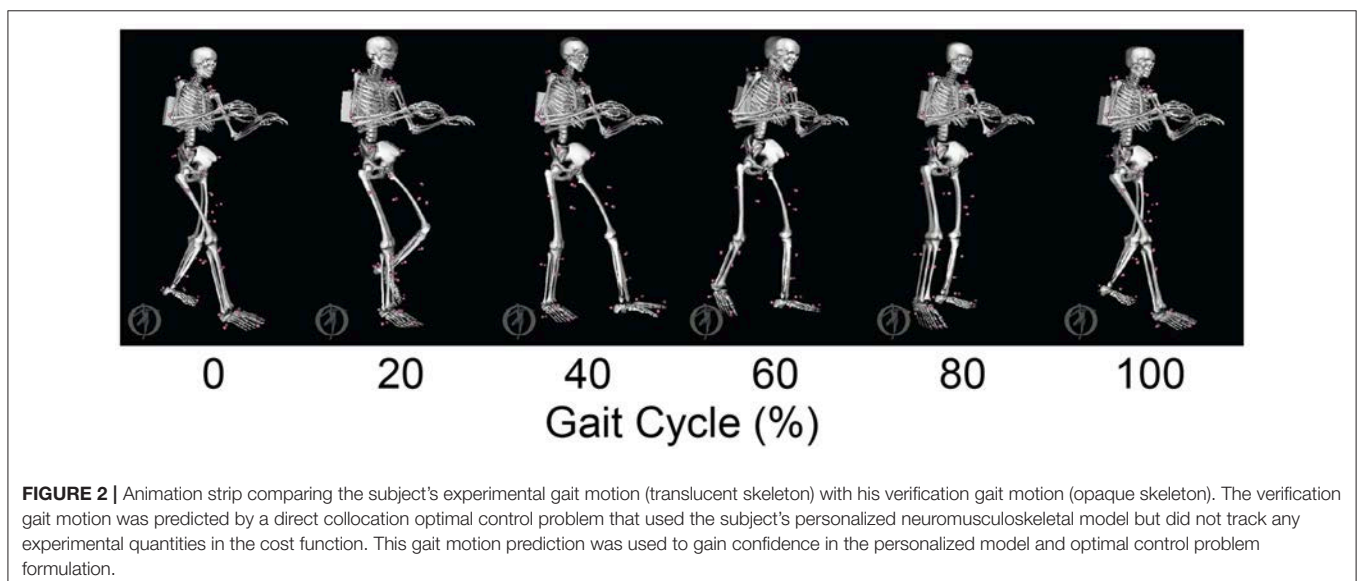 0 20 40 60 80 100
Gait Cycle (%)
FIGURE 2 | Animation strip comparing the subject's experimental gait motion (translucent skeleton) with his verification gait motion (opaque skeleton). The verification
gait motion was predicted by a direct collocation optimal control problem that used the subject's personalized neuromusculoskeletal model but did not track any
experimental quantities in the cost function. This gait motion prediction was used to gain confidence in the personalized model and optimal control problem
formulation.